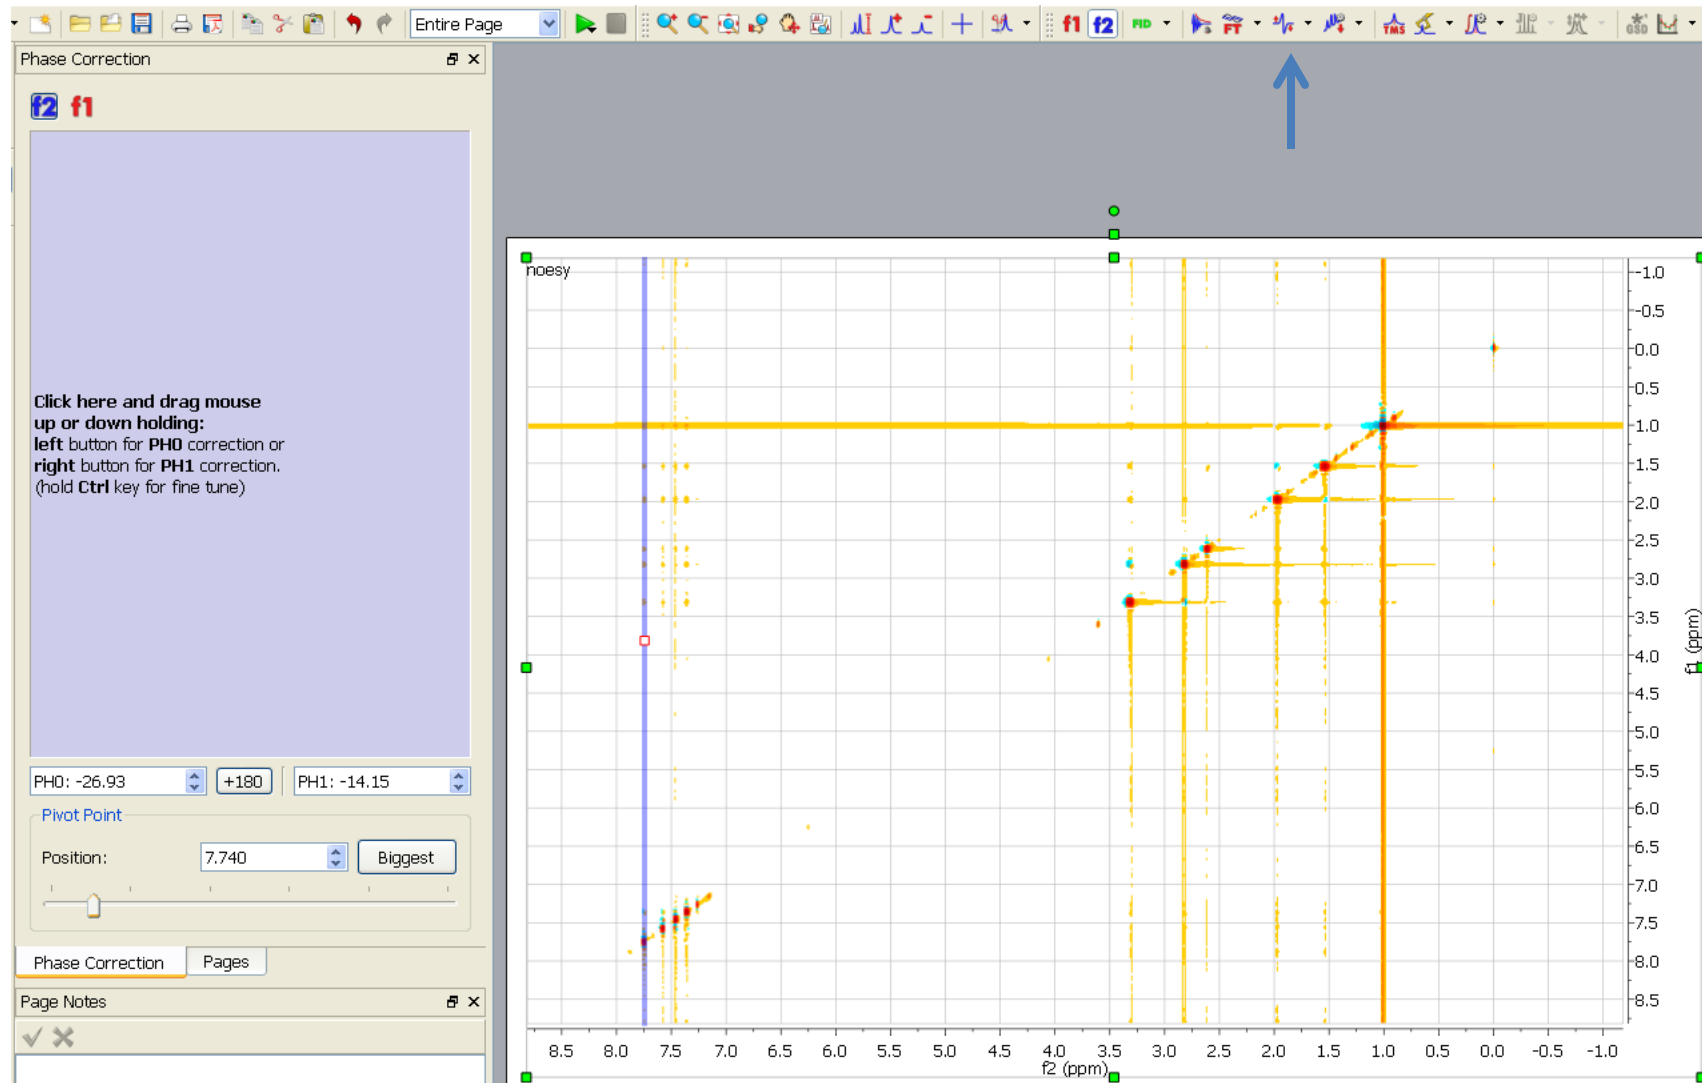 Entire Page
f1 f2 FID FT TMS GSD
Phase Correction
f2 f1
Click here and drag mouse
up or down holding:
left button for PH0 correction or
right button for PH1 correction.
(hold Ctrl key for fine tune)
PH0: -26.93 +180 PH1: -14.15
Pivot Point
Position: 7.740 Biggest
Phase Correction Pages
Page Notes
noesy
-1.0
-0.5
0.0
0.5
1.0
1.5
2.0
2.5
3.0
3.5
4.0
4.5
5.0
5.5
6.0
6.5
7.0
7.5
8.0
8.5
f1 (ppm)
8.5 8.0 7.5 7.0 6.5 6.0 5.5 5.0 4.5 4.0 3.5 3.0 2.5 2.0 1.5 1.0 0.5 0.0 -0.5 -1.0
f2 (ppm)